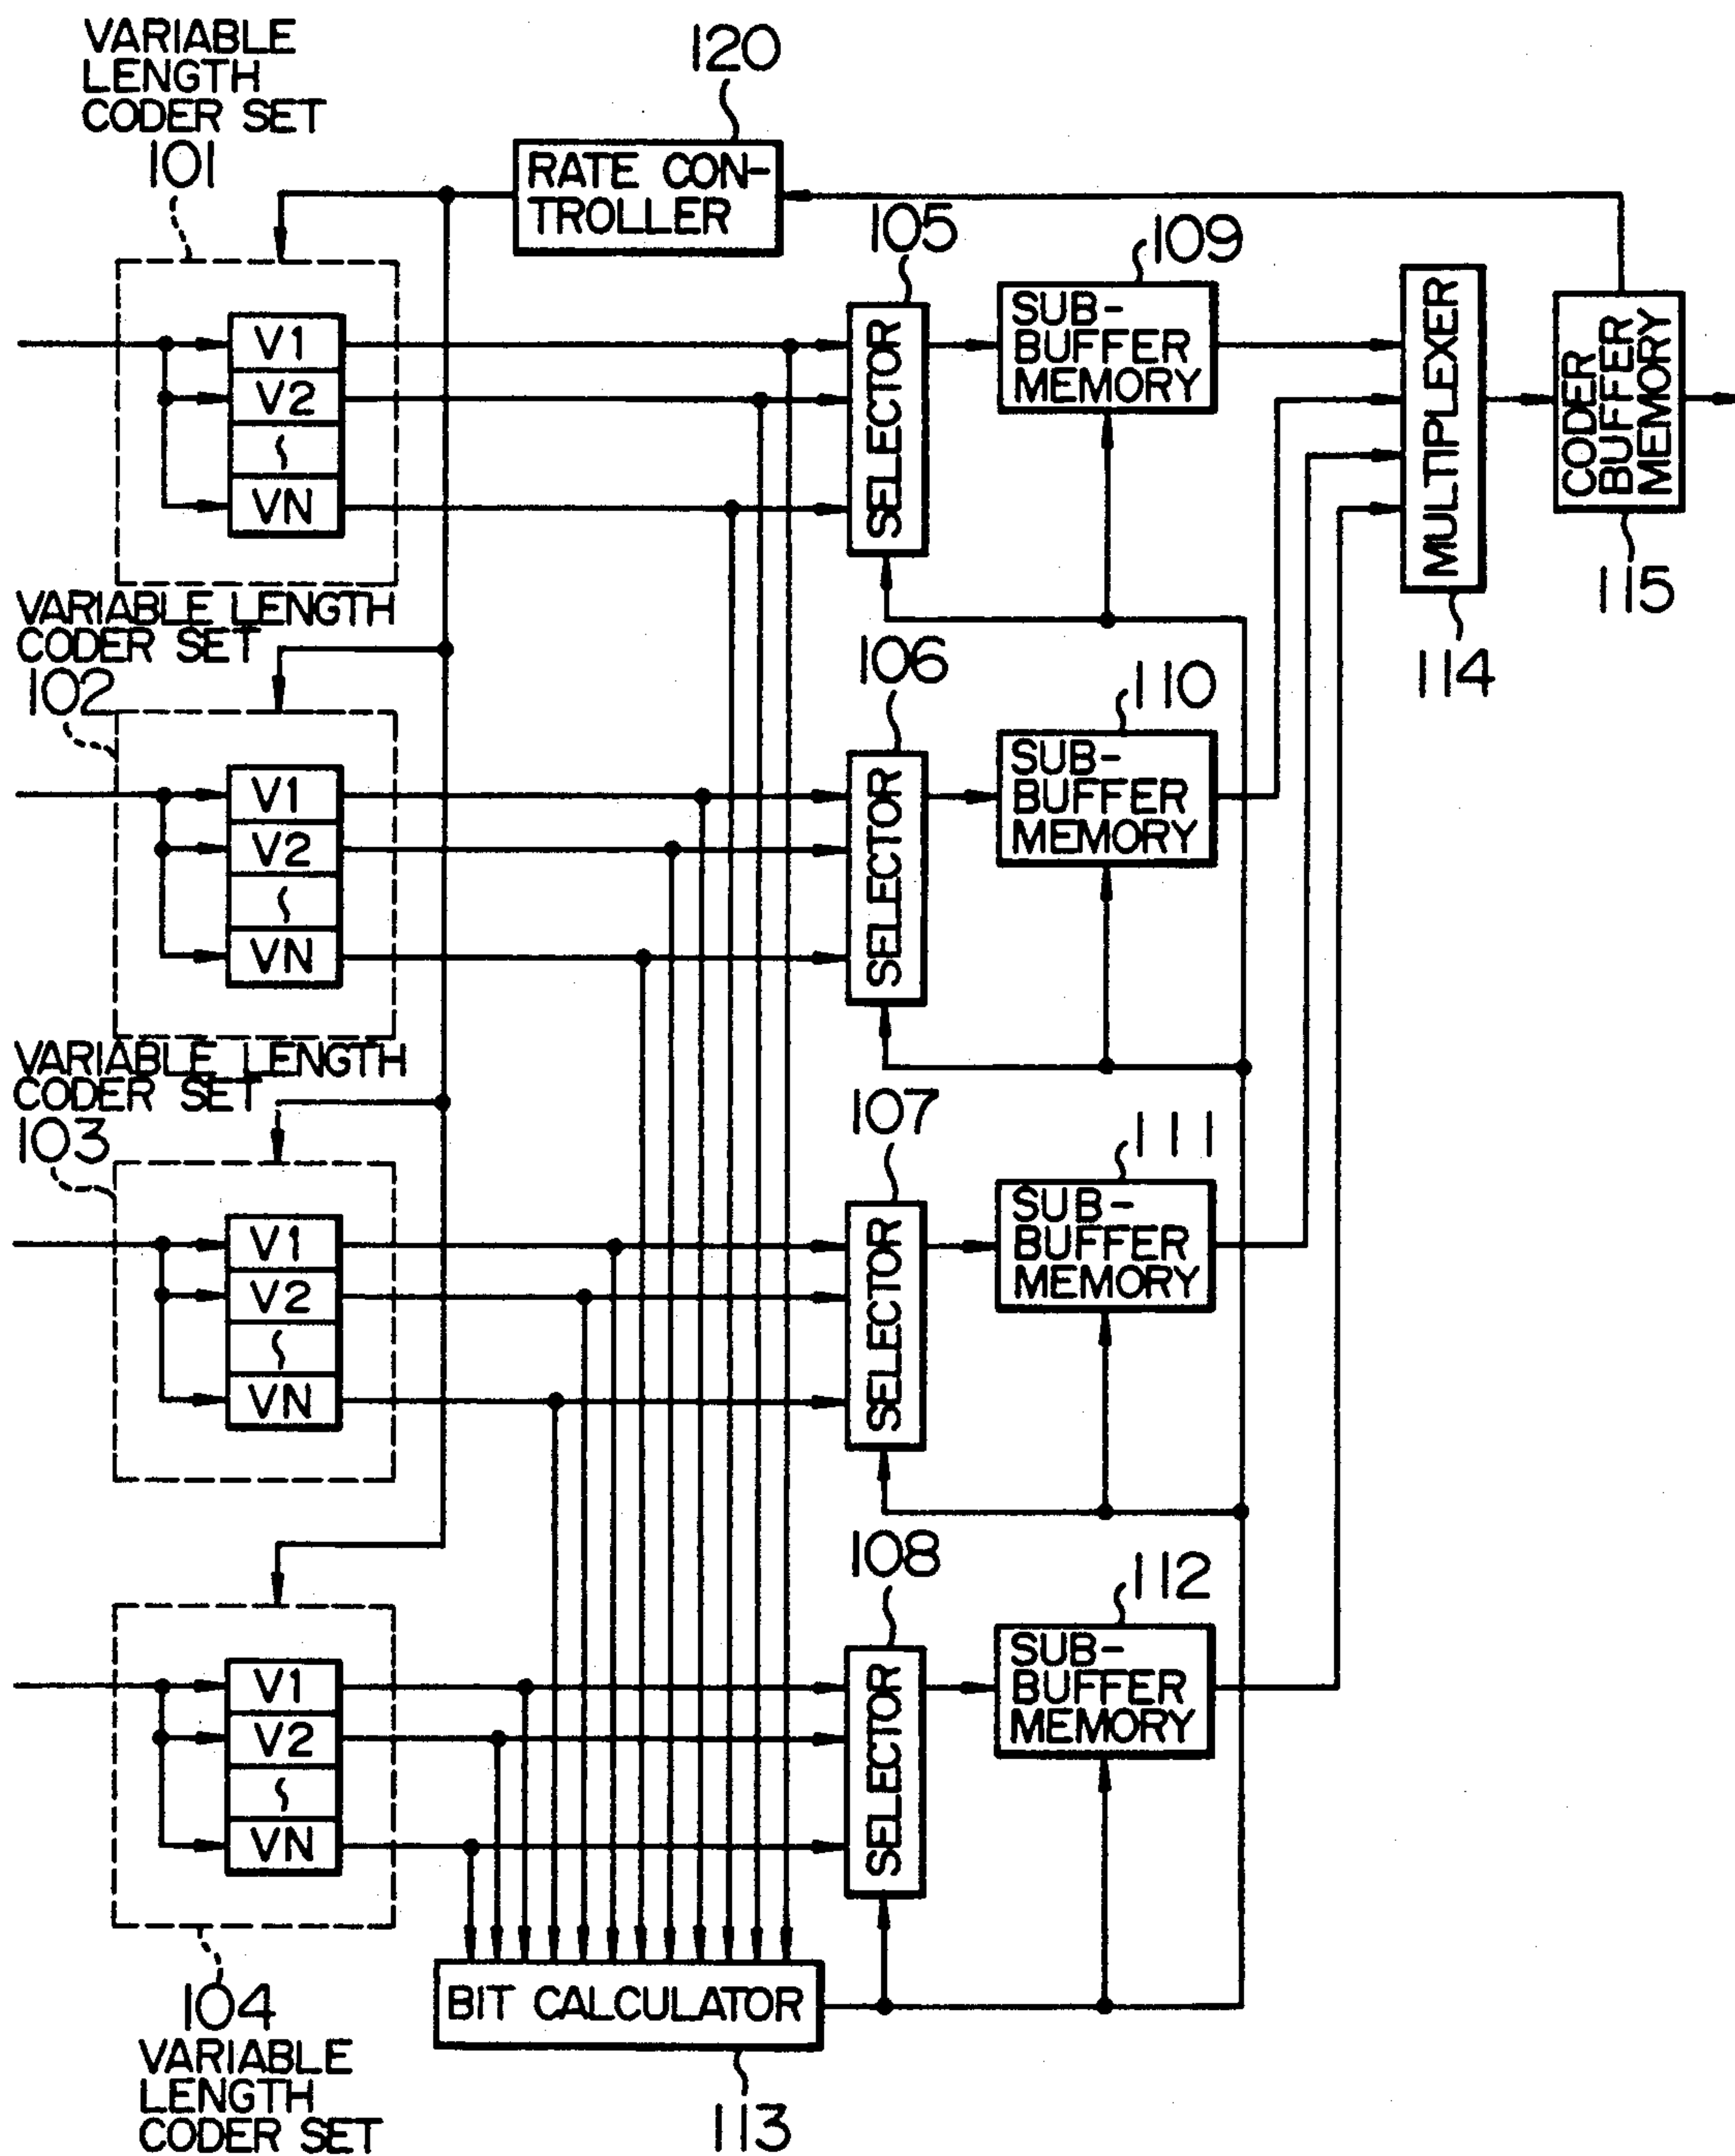 VARIABLE
LENGTH
CODER SET
101
120
RATE CON-
TROLLER
105
109
V1
V2
VN
SELECTOR
SUB-
BUFFER
MEMORY
MULTIPLEXER
114
CODER
BUFFER
MEMORY
115
VARIABLE LENGTH
CODER SET
102
106
110
V1
V2
VN
SELECTOR
SUB-
BUFFER
MEMORY
VARIABLE LENGTH
CODER SET
103
107
111
V1
V2
VN
SELECTOR
SUB-
BUFFER
MEMORY
108
112
V1
V2
VN
SELECTOR
SUB-
BUFFER
MEMORY
104
VARIABLE
LENGTH
CODER SET
BIT CALCULATOR
113